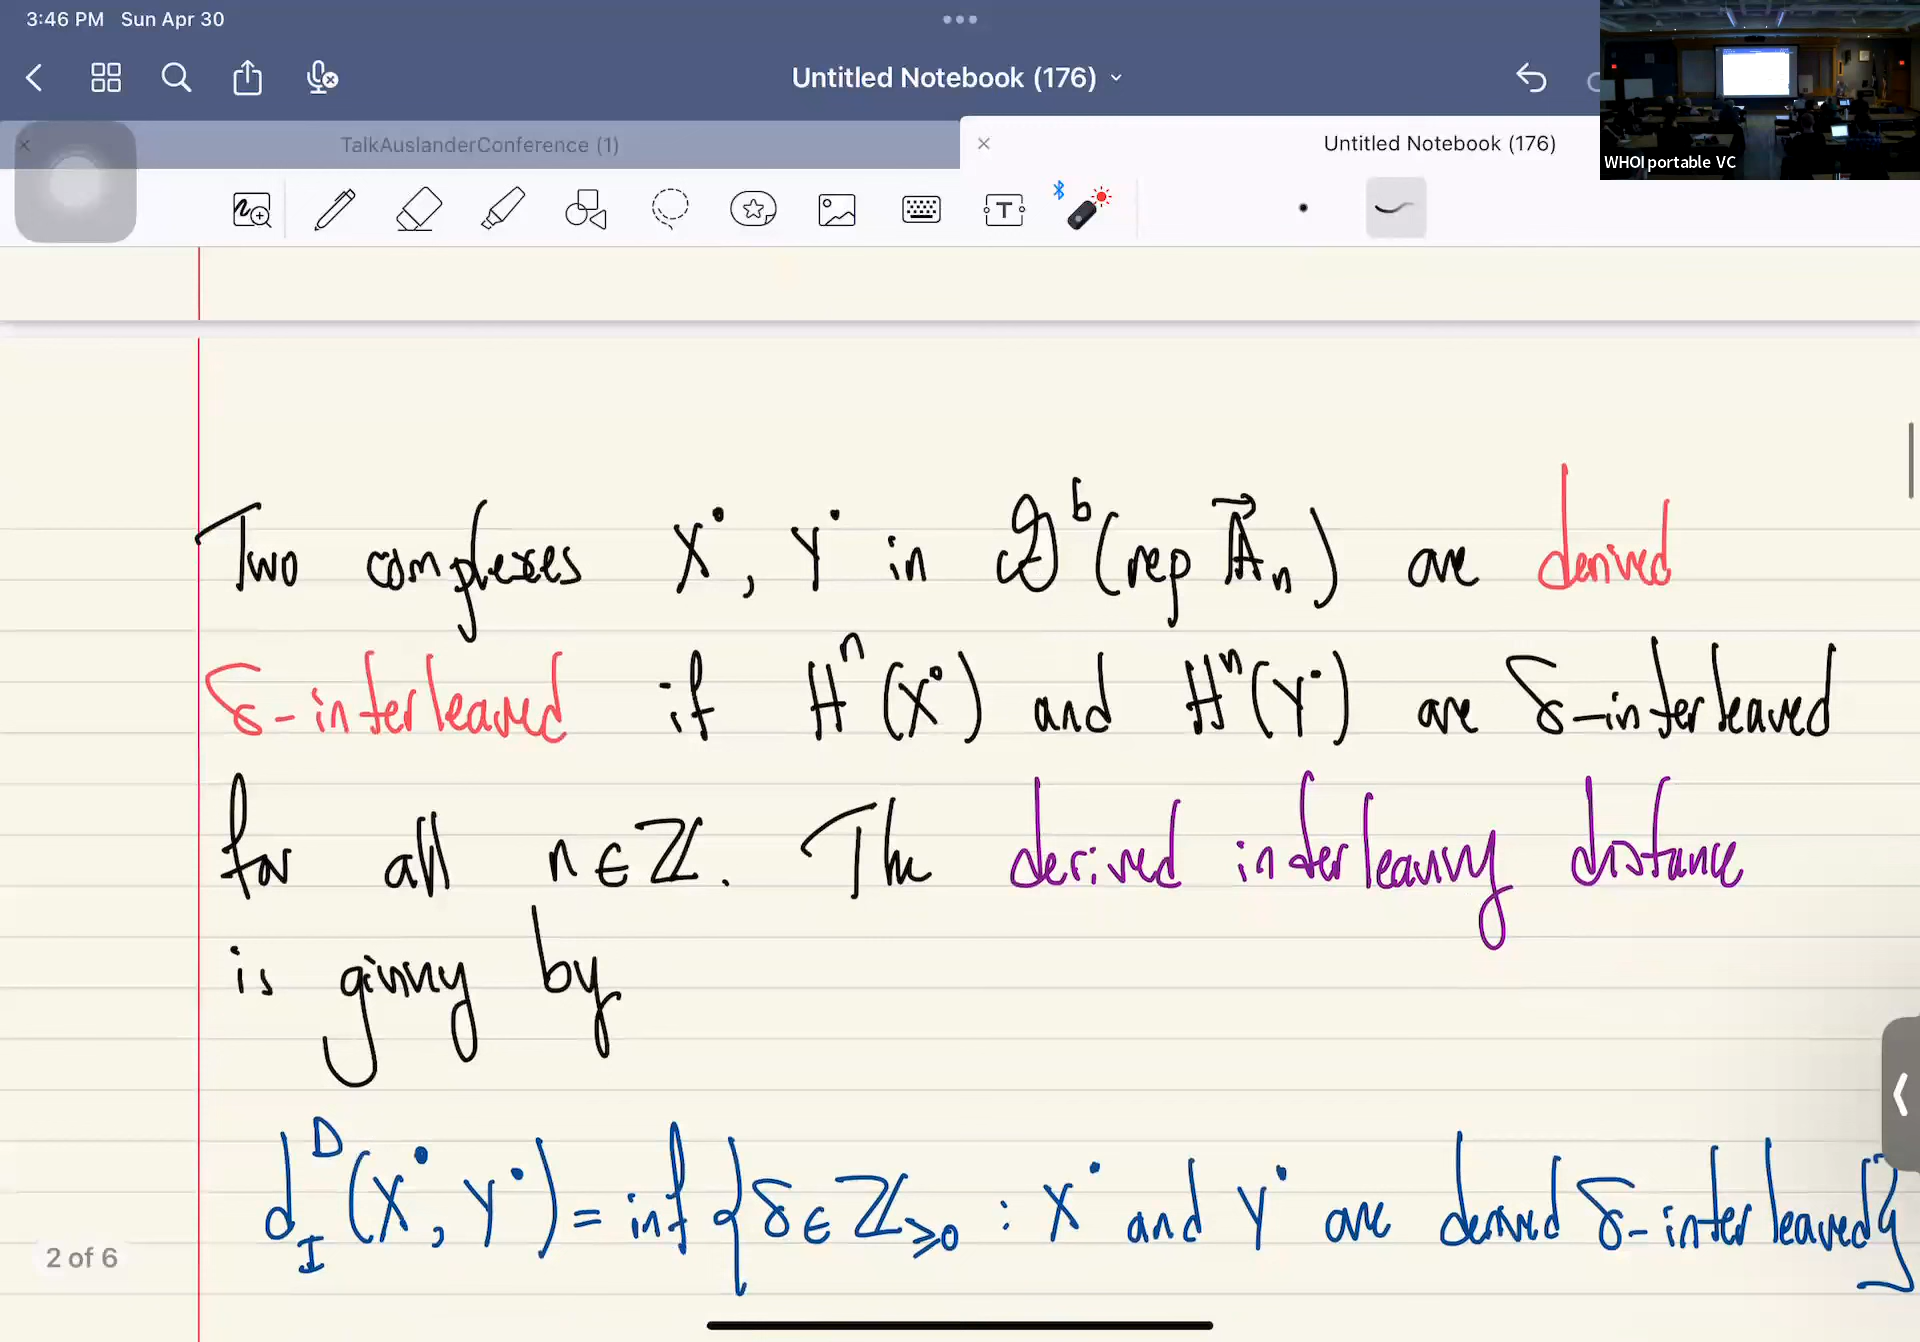 3:46 PM Sun Apr 30
Untitled Notebook (176)
TalkAuslanderConference (1)
Untitled Notebook (176)
WHOI portable VC
T
Two complexes X•, Y• in 𝒟ᵇ(rep A⃗ₙ) are derived
δ-interleaved if Hⁿ(X•) and Hⁿ(Y•) are δ-interleaved
for all n∈ℤ. The derived interleaving distance
is giving by
d_I^D (X•, Y•) = inf {δ ∈ ℤ≥0 : X• and Y• are derived δ-interleaved}
2 of 6